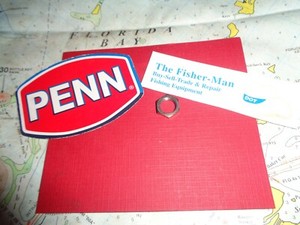 FLORIDA
BAY
PENN
®
The Fisher-Man
Buy-Sell-Trade & Repair
Fishing Equipment